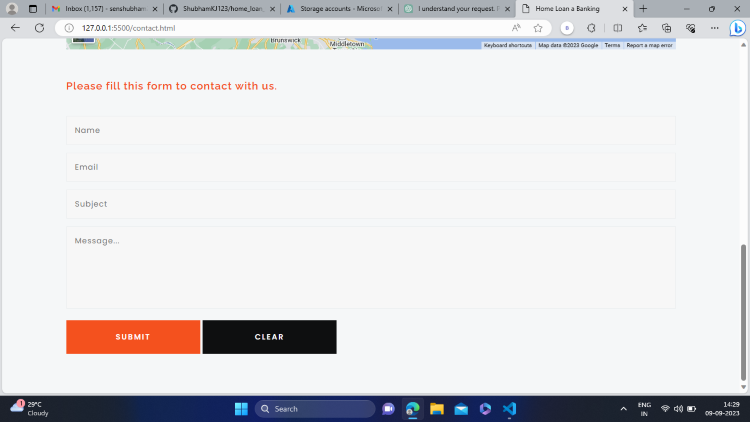 Inbox (1,157) - senshubham
ShubhamKJ123/home_loan
Storage accounts - Microsof
I understand your request. I
Home Loan a Banking
127.0.0.1:5500/contact.html
Brunswick
Middletown
Keyboard shortcuts Map data ©2023 Google Terms Report a map error
Please fill this form to contact with us.
Name
Email
Subject
Message...
SUBMIT CLEAR
1
29°C
Cloudy
Search
ENG
IN
14:29
09-09-2023